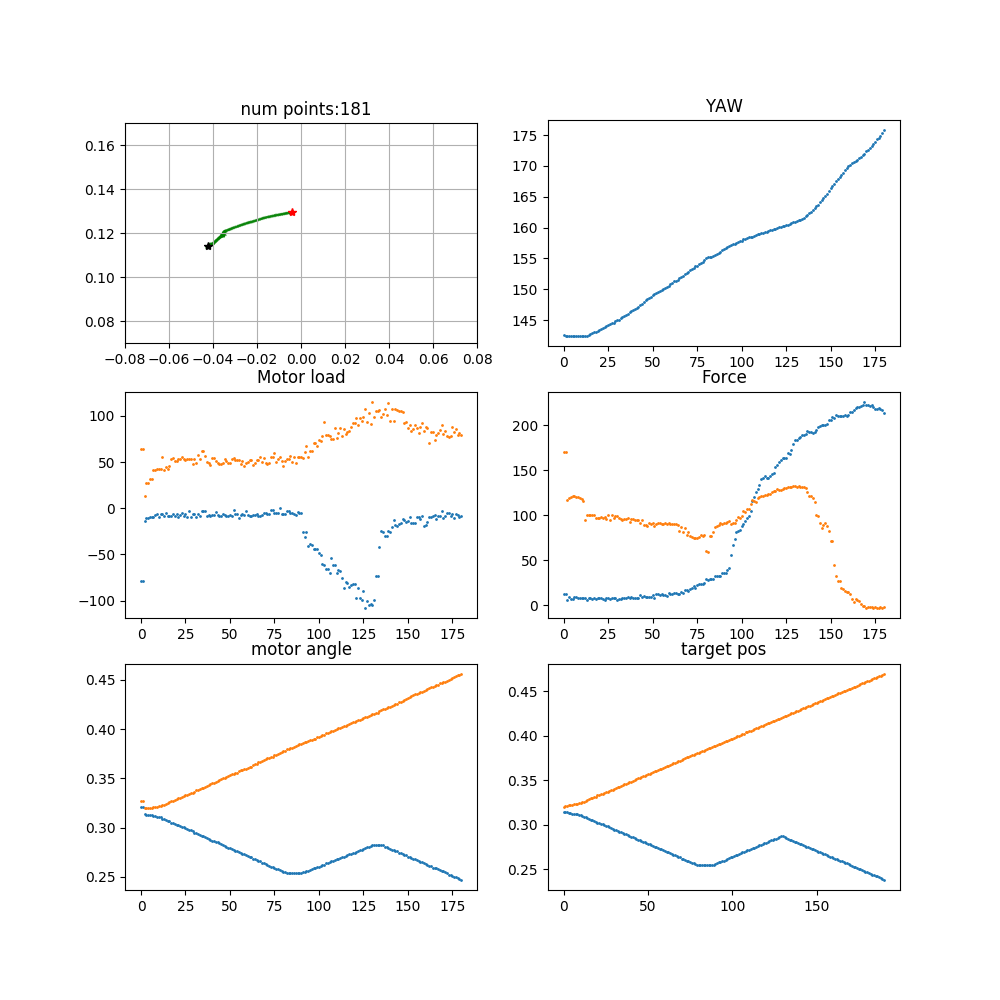 num points:181
YAW
0.16
0.14
0.12
0.10
0.08
−0.08 −0.06 −0.04 −0.02 0.00 0.02 0.04 0.06 0.08
175
170
165
160
155
150
145
0 25 50 75 100 125 150 175
Motor load
Force
100
50
0
−50
−100
0 25 50 75 100 125 150 175
200
150
100
50
0
0 25 50 75 100 125 150 175
motor angle
target pos
0.45
0.40
0.35
0.30
0.25
0 25 50 75 100 125 150 175
0.45
0.40
0.35
0.30
0.25
0 50 100 150